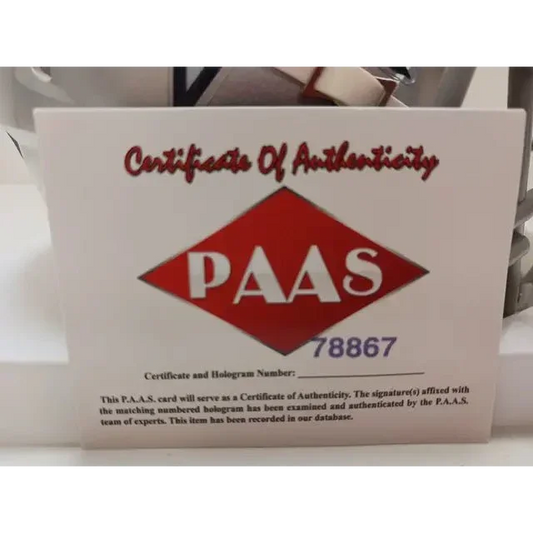 Certificate Of Authenticity
PAAS
78867
Certificate and Hologram Number:
This P.A.A.S. card will serve as a Certificate of Authenticity. The signature(s) affixed with
the matching numbered hologram has been examined and authenticated by the P.A.A.S.
team of experts. This item has been recorded in our database.